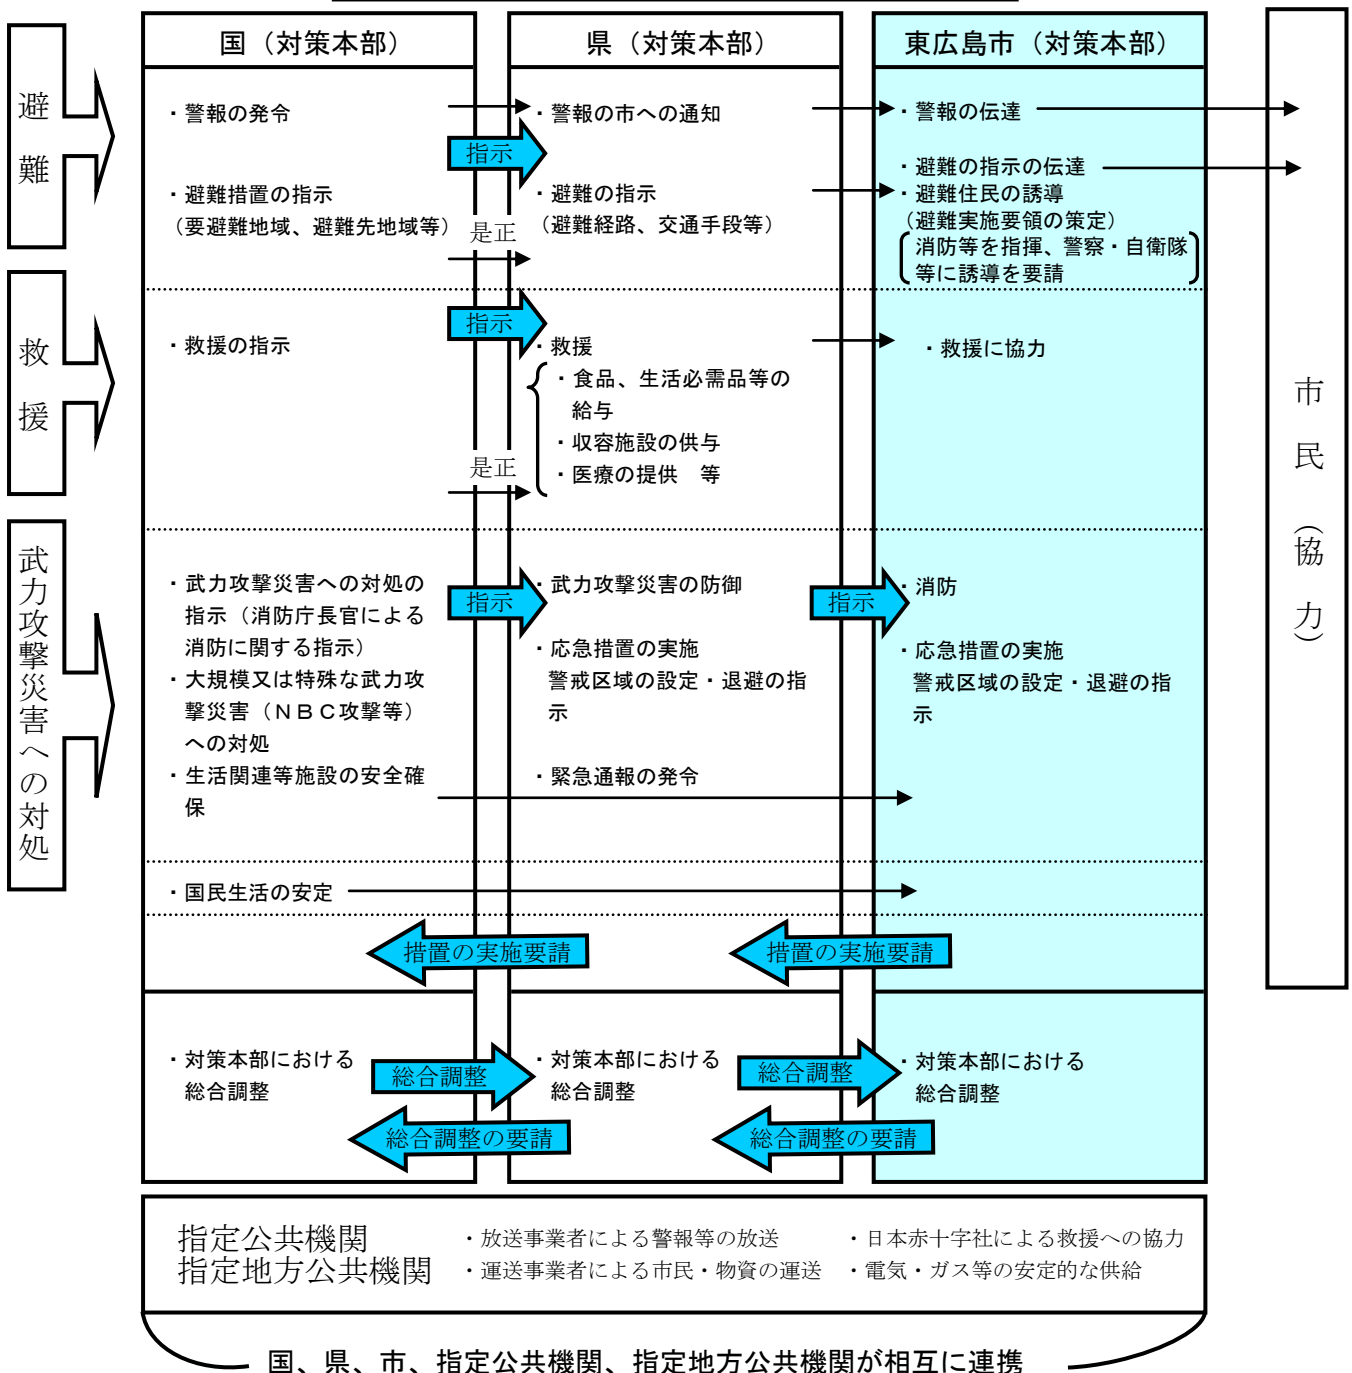 国（対策本部）
県（対策本部）
東広島市（対策本部）
避難
・警報の発令
・警報の市への通知
・警報の伝達
指示
・避難措置の指示
（要避難地域、避難先地域等）
是正
・避難の指示
（避難経路、交通手段等）
・避難の指示の伝達
・避難住民の誘導
（避難実施要領の策定）
消防等を指揮、警察・自衛隊
等に誘導を要請
救援
指示
・救援の指示
・救援
・食品、生活必需品等の
給与
・収容施設の供与
・医療の提供　等
是正
・救援に協力
武力攻撃災害への対処
・武力攻撃災害への対処の
指示（消防庁長官による
消防に関する指示）
・大規模又は特殊な武力攻
撃災害（ＮＢＣ攻撃等）
への対処
・生活関連等施設の安全確
保
指示
・武力攻撃災害の防御
・応急措置の実施
警戒区域の設定・退避の指
示
・緊急通報の発令
指示
・消防
・応急措置の実施
警戒区域の設定・退避の指
示
・国民生活の安定
措置の実施要請
措置の実施要請
・対策本部における
総合調整
総合調整
・対策本部における
総合調整
総合調整
・対策本部における
総合調整
総合調整の要請
総合調整の要請
市民（協力）
指定公共機関
指定地方公共機関
・放送事業者による警報等の放送
・日本赤十字社による救援への協力
・運送事業者による市民・物資の運送
・電気・ガス等の安定的な供給
国、県、市、指定公共機関、指定地方公共機関が相互に連携